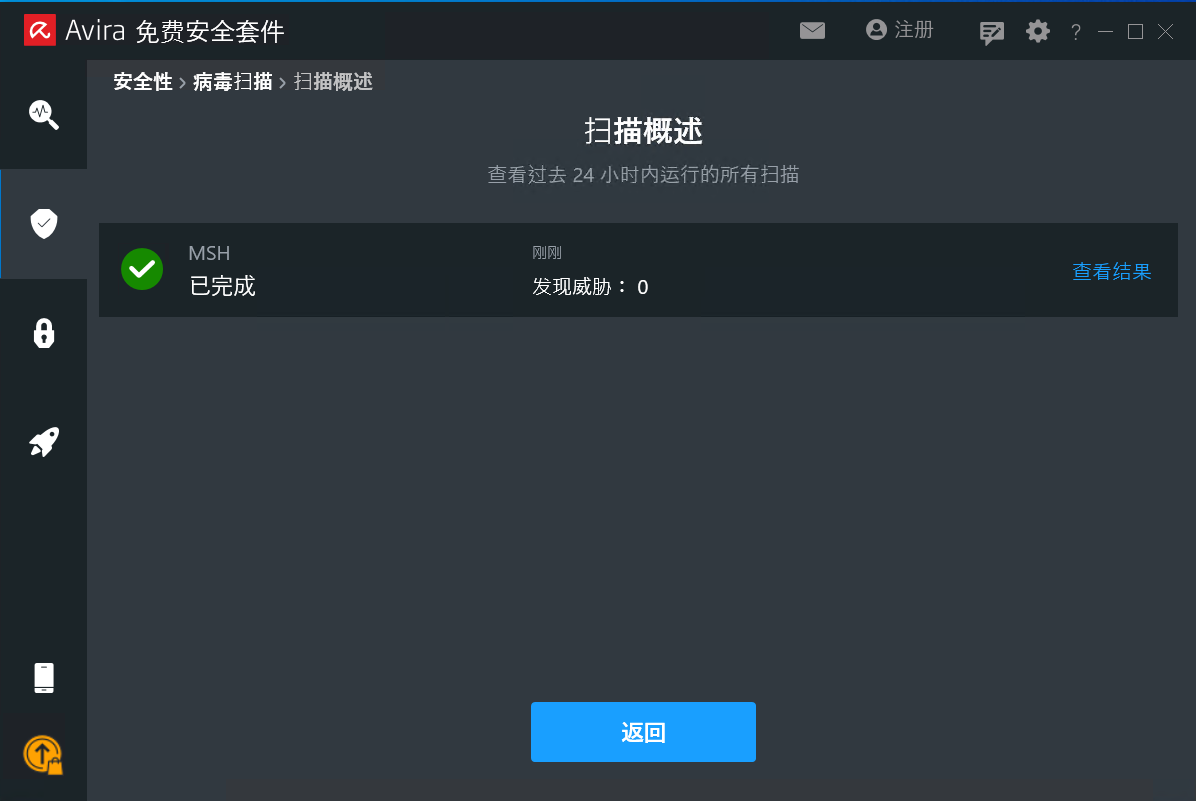 Avira 免费安全套件
注册
?
安全性 › 病毒扫描 › 扫描概述
扫描概述
查看过去 24 小时内运行的所有扫描
MSH
已完成
刚刚
发现威胁： 0
查看结果
返回